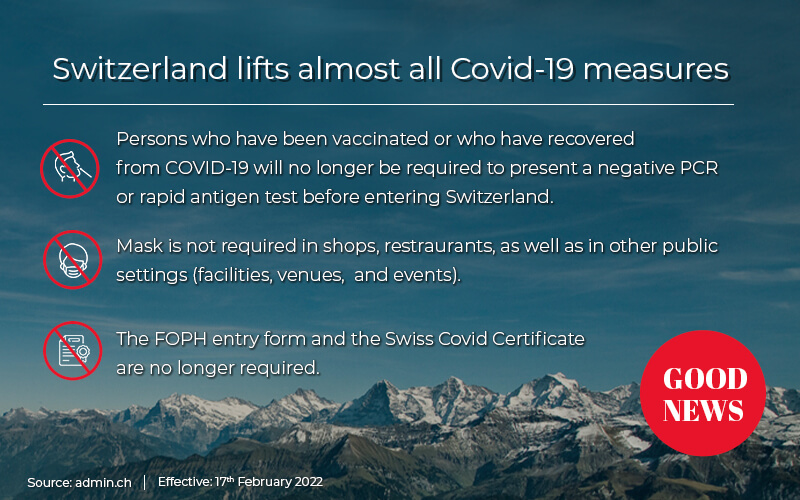 Switzerland lifts almost all Covid-19 measures
Persons who have been vaccinated or who have recovered
from COVID-19 will no longer be required to present a negative PCR
or rapid antigen test before entering Switzerland.
Mask is not required in shops, restraurants, as well as in other public
settings (facilities, venues, and events).
The FOPH entry form and the Swiss Covid Certificate
are no longer required.
GOOD
NEWS
Source: admin.ch | Effective: 17th February 2022